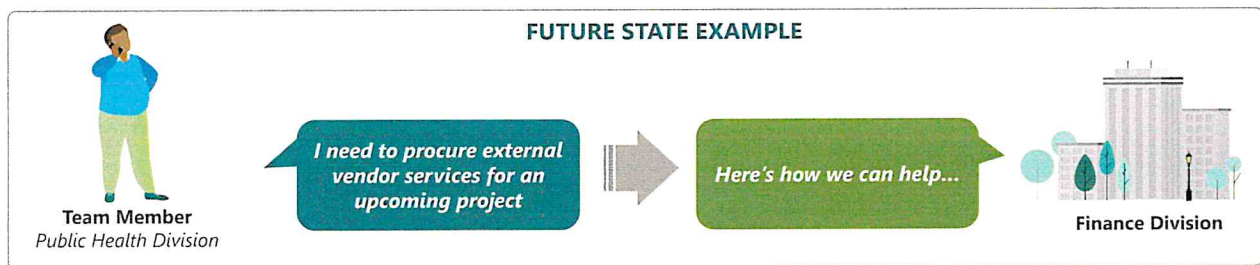 FUTURE STATE EXAMPLE
I need to procure external
vendor services for an
upcoming project
Here's how we can help...
Team Member
Public Health Division
Finance Division